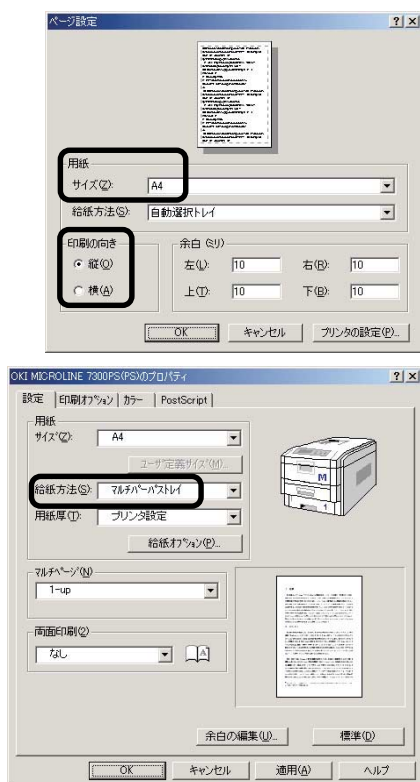 ページ設定
用紙
サイズ(Z): A4
給紙方法(S): 自動選択トレイ
印刷の向き
縦(O)
横(A)
余白 (ミリ)
左(L): 10 右(R): 10
上(T): 10 下(B): 10
OK キャンセル プリンタの設定(P)...
OKI MICROLINE 7300PS(PS)のプロパティ
設定 印刷オプション カラー PostScript
用紙
サイズ(Z): A4
ユーザ定義サイズ(M)...
給紙方法(S): マルチパーパストレイ
用紙厚(T): プリンタ設定
給紙オプション(P)...
M
1
マルチページ(N)
1-up
両面印刷(2)
なし
A
余白の編集(U)... 標準(D)
OK キャンセル 適用(A) ヘルプ